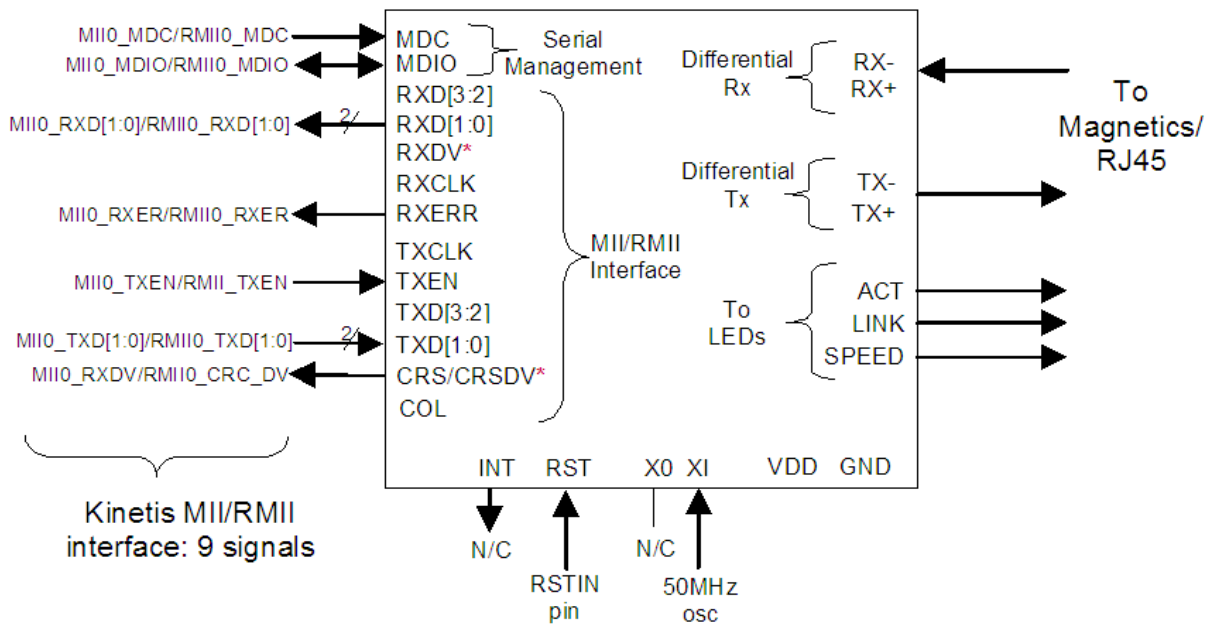 MII0_MDC/RMII0_MDC
MII0_MDIO/RMII0_MDIO
MII0_RXD[1:0]/RMII0_RXD[1:0]
MII0_RXER/RMII0_RXER
MII0_TXEN/RMII_TXEN
MII0_TXD[1:0]/RMII0_TXD[1:0]
MII0_RXDV/RMII0_CRC_DV
Kinetis MII/RMII
interface: 9 signals
2
2
MDC
MDIO
RXD[3:2]
RXD[1:0]
RXDV*
RXCLK
RXERR
TXCLK
TXEN
TXD[3:2]
TXD[1:0]
CRS/CRSDV*
COL
Serial
Management
MII/RMII
Interface
Differential
Rx
RX-
RX+
Differential
Tx
TX-
TX+
To
LEDs
ACT
LINK
SPEED
To
Magnetics/
RJ45
INT RST X0 XI VDD GND
N/C
RSTIN
pin
N/C
50MHz
osc